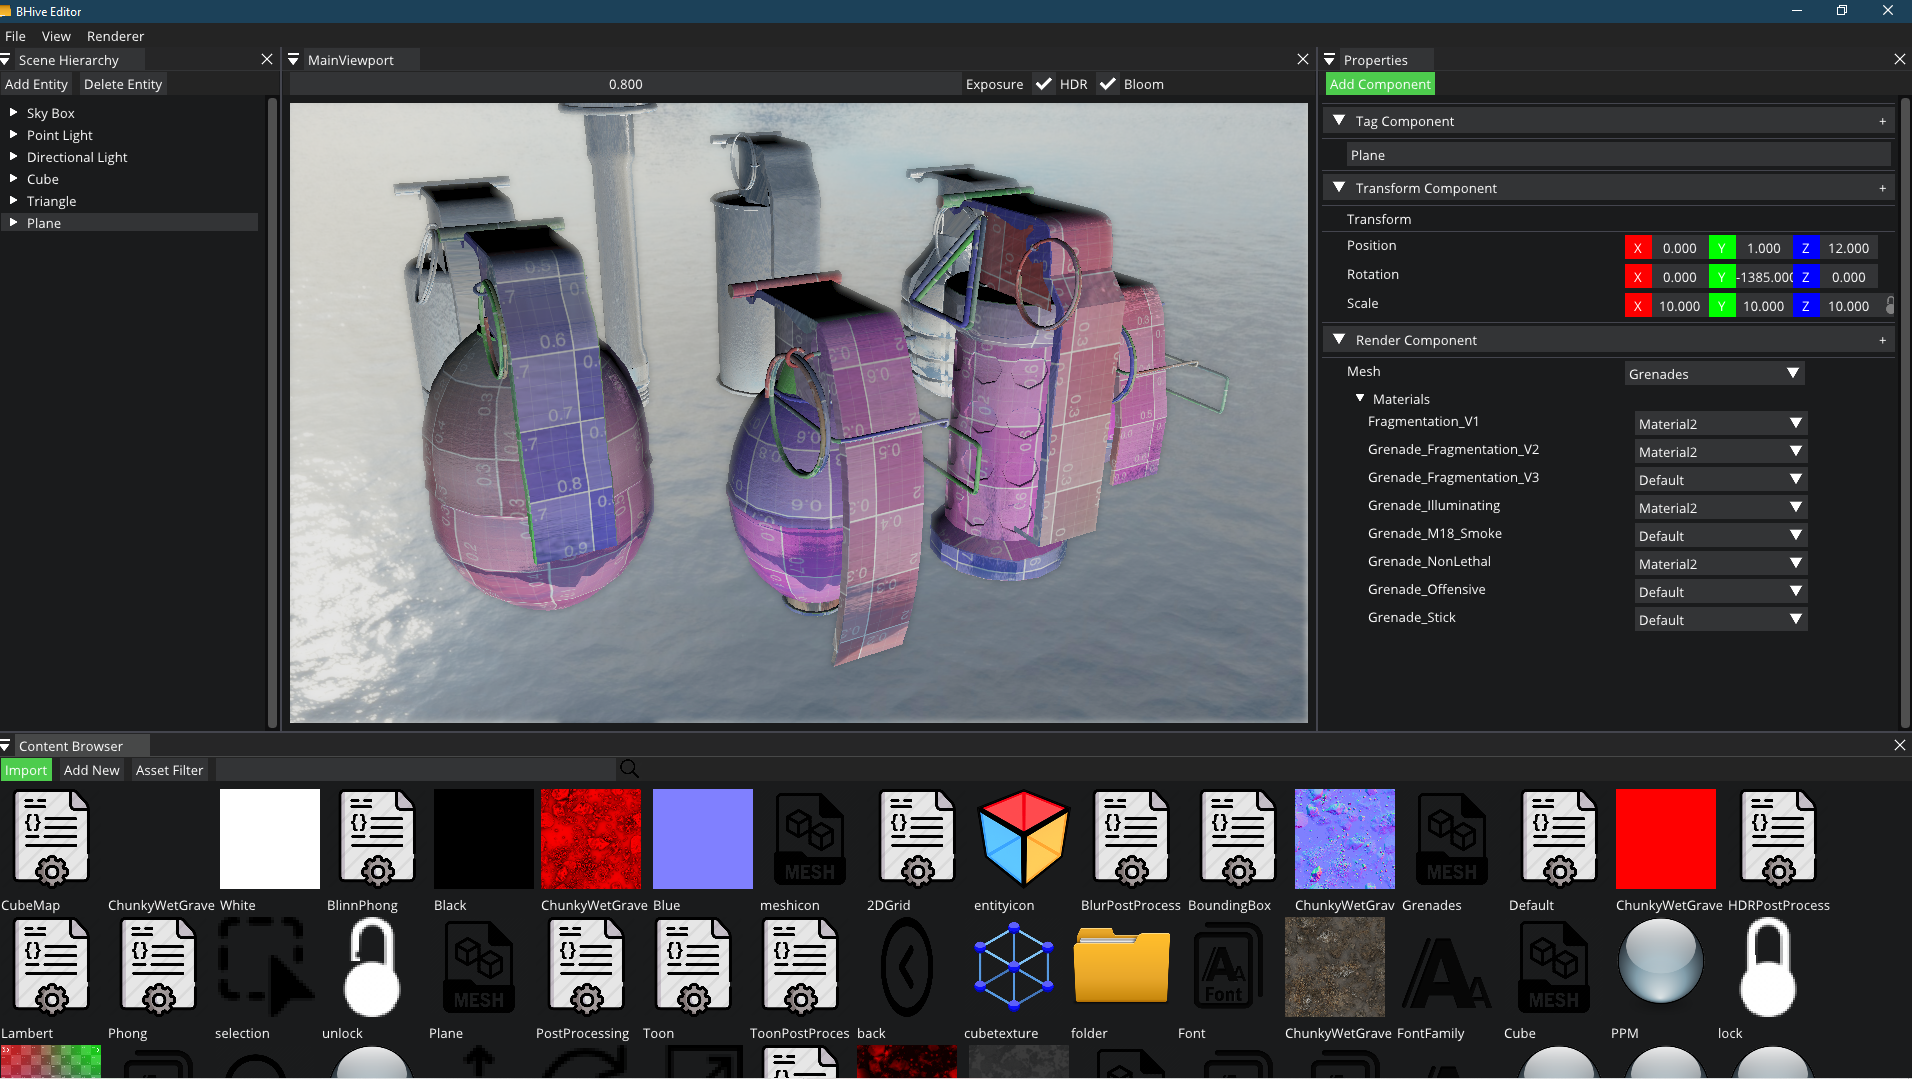 BHive Editor
File View Renderer
Scene Hierarchy
Add Entity Delete Entity
Sky Box
Point Light
Directional Light
Cube
Triangle
Plane
MainViewport
0.800 Exposure HDR Bloom
Properties
Add Component
Tag Component +
Plane
Transform Component +
Transform
Position X 0.000 Y 1.000 Z 12.000
Rotation X 0.000 Y -1385.000 Z 0.000
Scale X 10.000 Y 10.000 Z 10.000
Render Component +
Mesh Grenades
Materials
Fragmentation_V1 Material2
Grenade_Fragmentation_V2 Material2
Grenade_Fragmentation_V3 Default
Grenade_Illuminating Material2
Grenade_M18_Smoke Default
Grenade_NonLethal Material2
Grenade_Offensive Default
Grenade_Stick Default
Content Browser
Import Add New Asset Filter
MESH MESH
CubeMap ChunkyWetGrave White BlinnPhong Black ChunkyWetGrave Blue meshicon 2DGrid entityicon BlurPostProcess BoundingBox ChunkyWetGrav Grenades Default ChunkyWetGrave HDRPostProcess
MESH Font MESH
Lambert Phong selection unlock Plane PostProcessing Toon ToonPostProces back cubetexture folder Font ChunkyWetGrave FontFamily Cube PPM lock